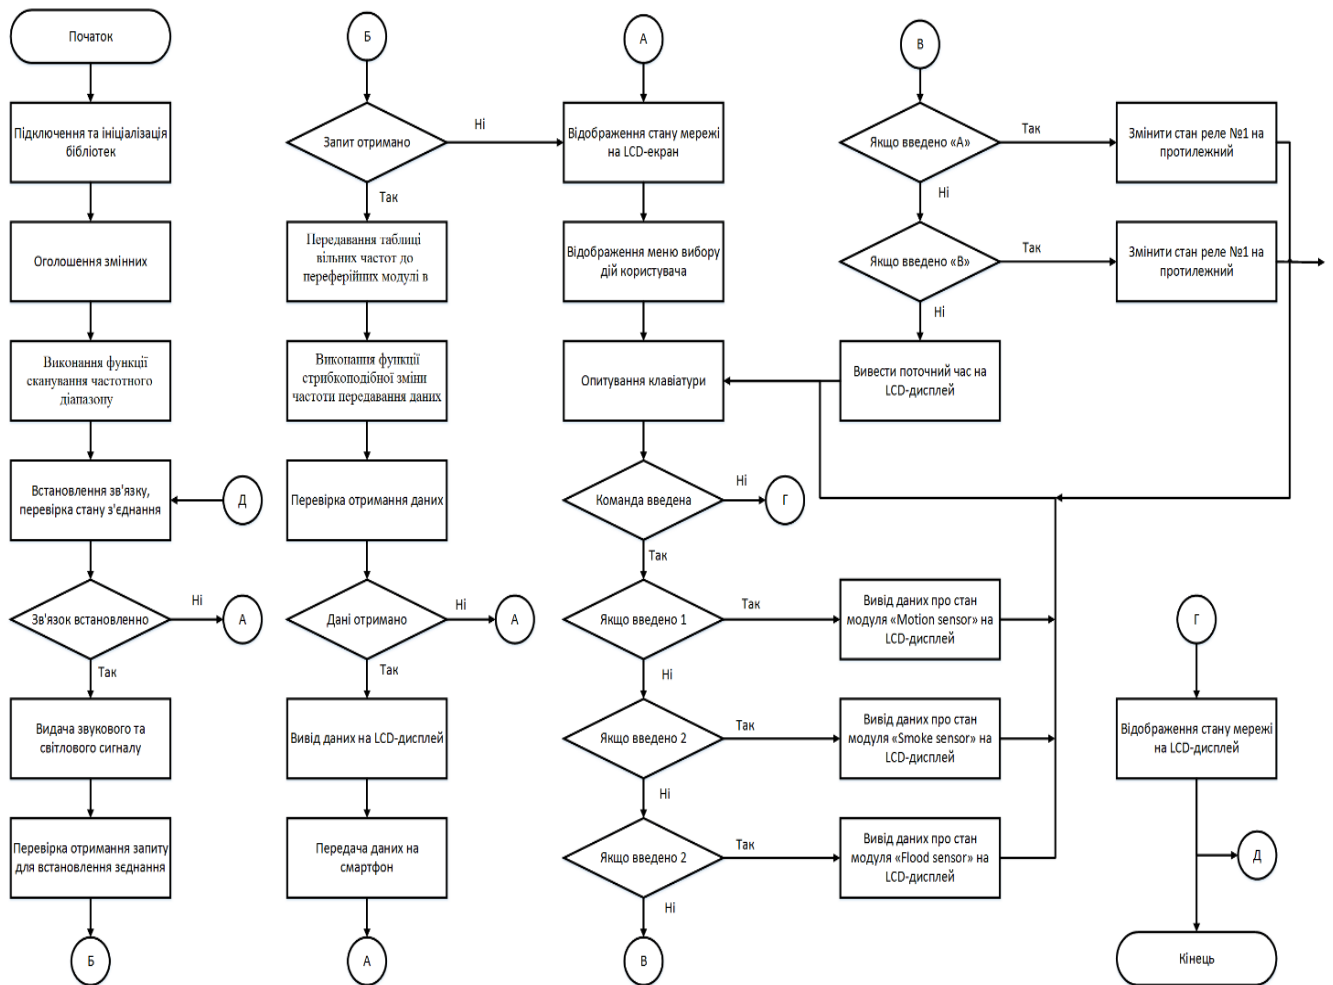 Початок
Підключення та ініціалізація
бібліотек
Оголошення змінних
Виконання функції
сканування частотного
діапазону
Встановлення зв'язку,
перевірка стану з'єднання
Д
Зв'язок встановленно
Ні
А
Так
Видача звукового та
світлового сигналу
Перевірка отримання запиту
для встановлення зєднання
Б
Б
Запит отримано
Ні
Так
Передавання таблиці
вільних частот до
переферійних модулі в
Виконання функції
стрибкоподібної зміни
частоти передавання даних
Перевірка отримання даних
Дані отримано
Ні
А
Так
Вивід даних на LCD-дисплей
Передача даних на
смартфон
А
А
Відображення стану мережі
на LCD-екран
Відображення меню вибору
дій користувача
Опитування клавіатури
Команда введена
Ні
Г
Так
Якщо введено 1
Так
Вивід даних про стан
модуля «Motion sensor» на
LCD-дисплей
Ні
Якщо введено 2
Так
Вивід даних про стан
модуля «Smoke sensor» на
LCD-дисплей
Ні
Якщо введено 2
Так
Вивід даних про стан
модуля «Flood sensor» на
LCD-дисплей
Ні
В
В
Якщо введено «А»
Так
Змінити стан реле №1 на
протилежний
Ні
Якщо введено «В»
Так
Змінити стан реле №1 на
протилежний
Ні
Вивести поточний час на
LCD-дисплей
Г
Відображення стану мережі
на LCD-дисплей
Д
Кінець